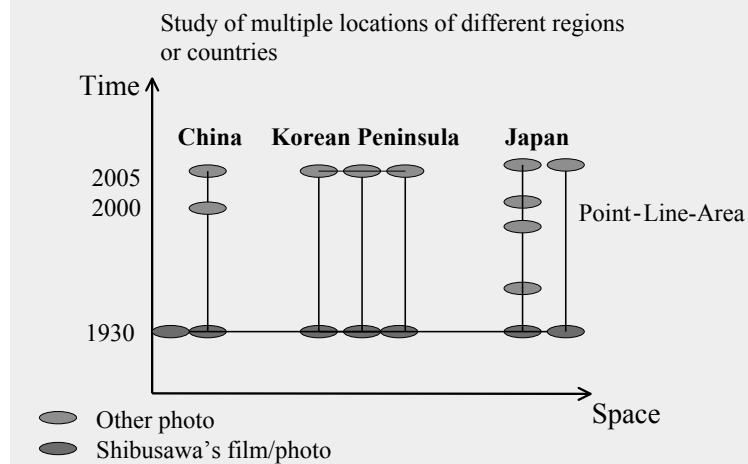 Study of multiple locations of different regions
or countries
Time
China Korean Peninsula Japan
2005
2000
Point-Line-Area
1930
Space
Other photo
Shibusawa's film/photo